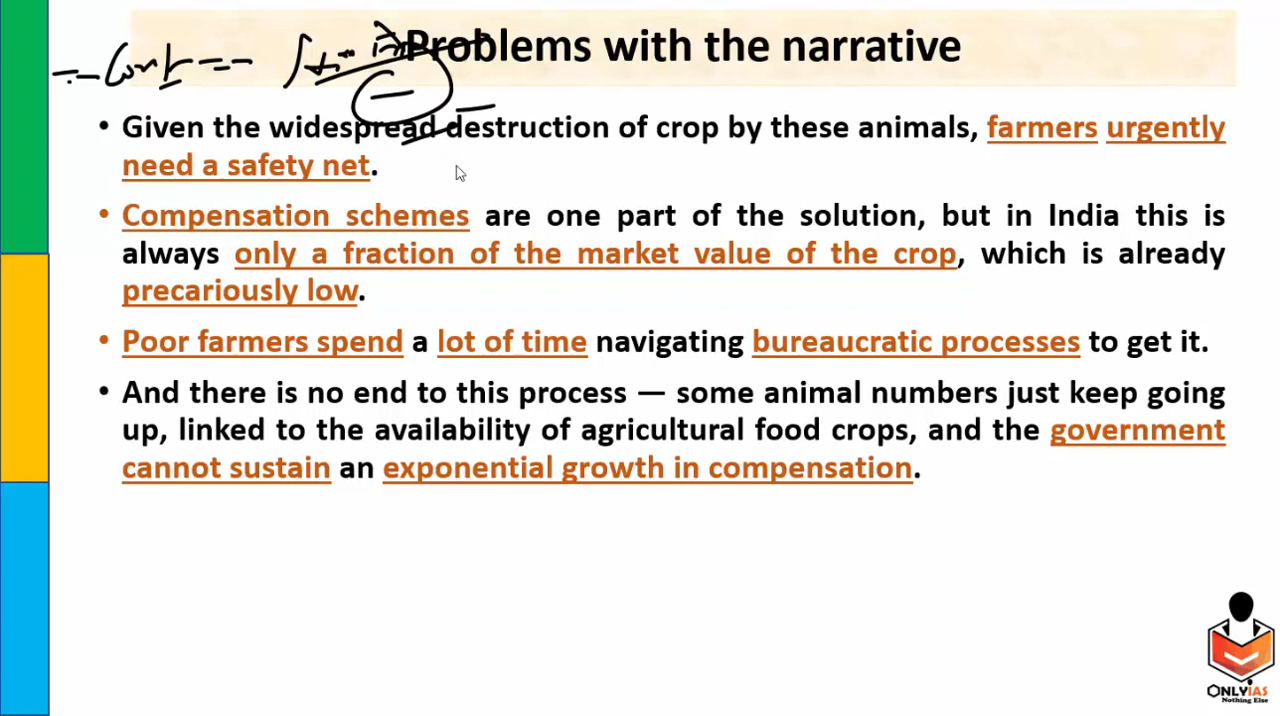 Problems with the narrative
• Given the widespread destruction of crop by these animals, farmers urgently
need a safety net.
• Compensation schemes are one part of the solution, but in India this is
always only a fraction of the market value of the crop, which is already
precariously low.
• Poor farmers spend a lot of time navigating bureaucratic processes to get it.
• And there is no end to this process — some animal numbers just keep going
up, linked to the availability of agricultural food crops, and the government
cannot sustain an exponential growth in compensation.
ONLYIAS
Nothing Else